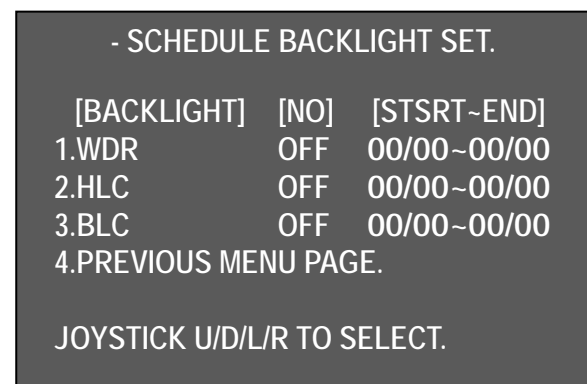 - SCHEDULE BACKLIGHT SET.
[BACKLIGHT] [NO] [STSRT~END]
1.WDR OFF 00/00~00/00
2.HLC OFF 00/00~00/00
3.BLC OFF 00/00~00/00
4.PREVIOUS MENU PAGE.
JOYSTICK U/D/L/R TO SELECT.